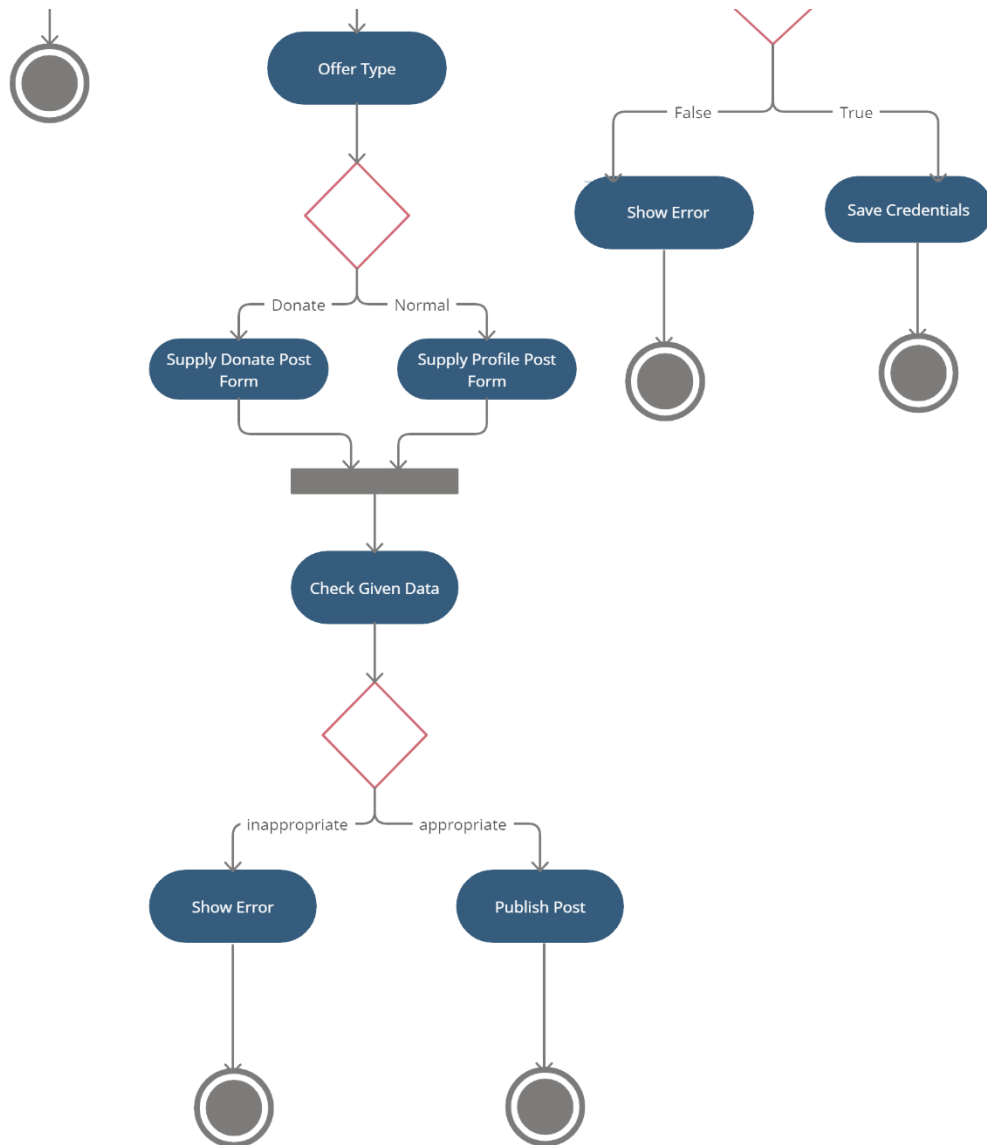 Offer Type
False
True
Show Error
Save Credentials
Donate
Normal
Supply Donate Post
Form
Supply Profile Post
Form
Check Given Data
inappropriate
appropriate
Show Error
Publish Post